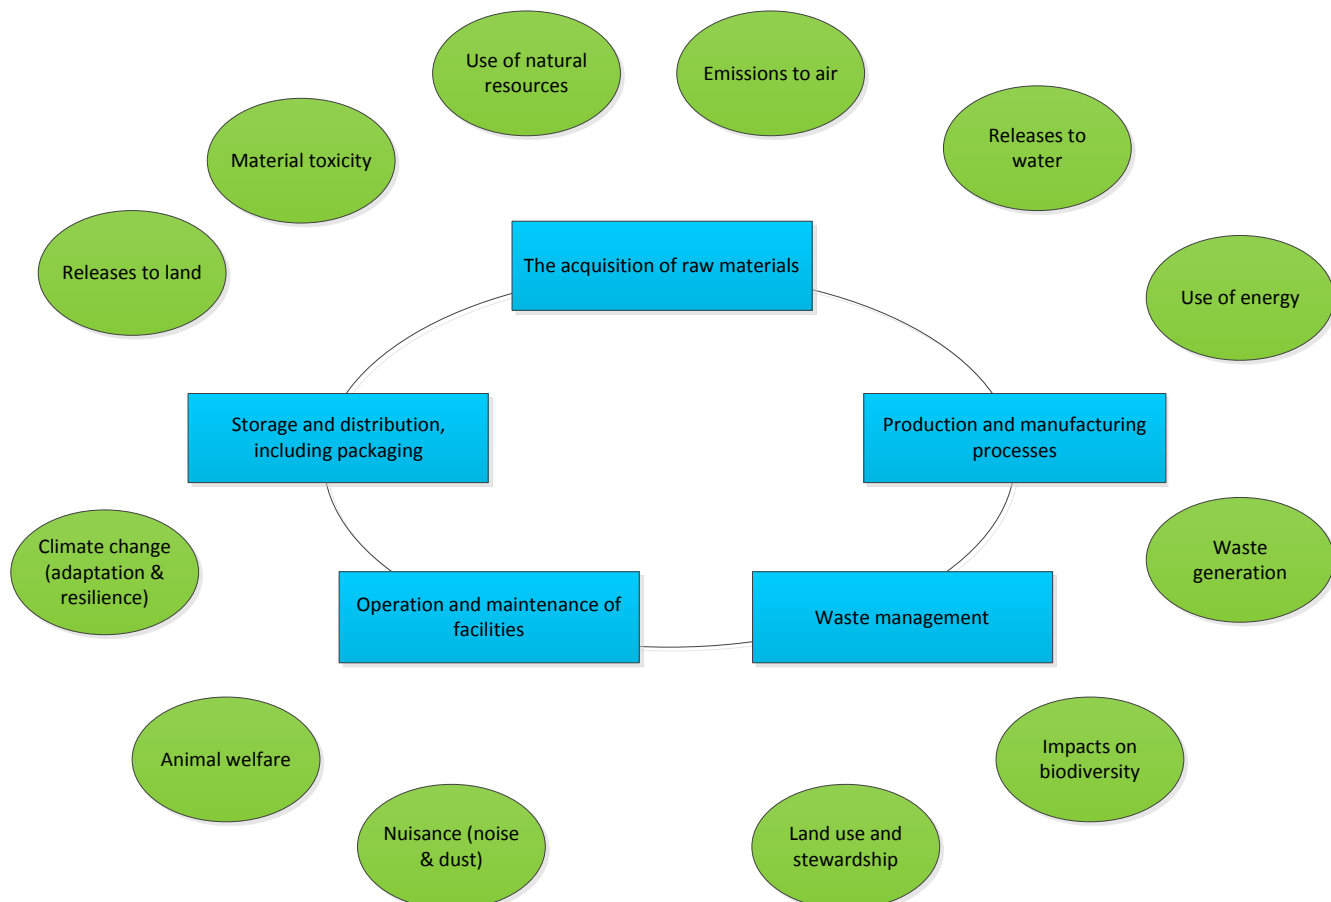 Use of natural
resources
Emissions to air
Releases to
water
Material toxicity
Releases to land
Use of energy
The acquisition of raw materials
Storage and distribution,
including packaging
Production and manufacturing
processes
Climate change
(adaptation &
resilience)
Waste
generation
Operation and maintenance of
facilities
Waste management
Animal welfare
Impacts on
biodiversity
Nuisance (noise
& dust)
Land use and
stewardship